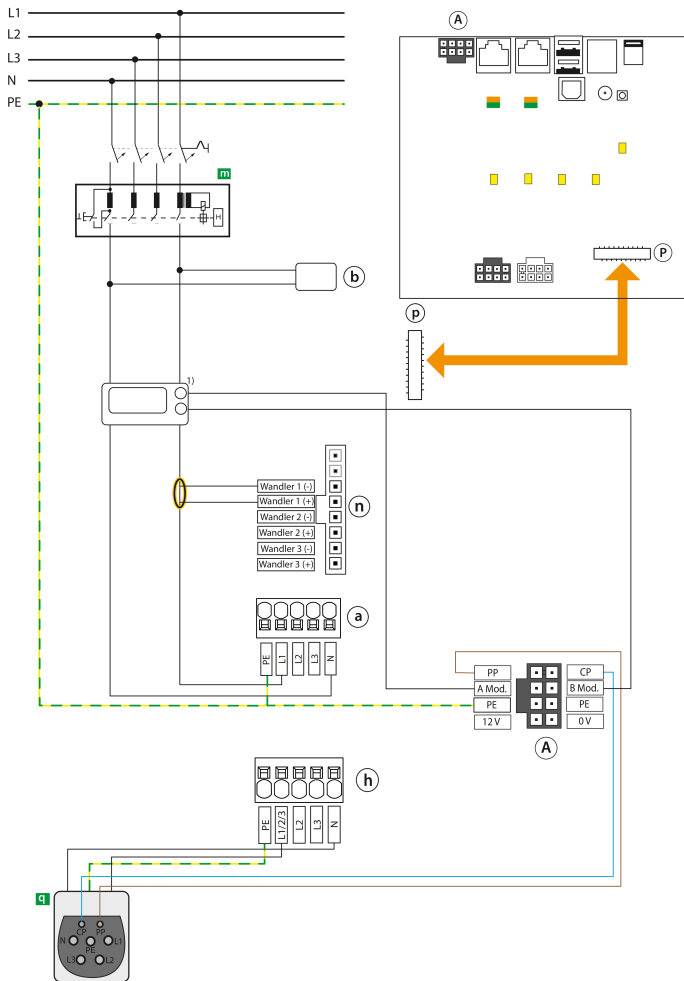 L1
L2
L3
N
PE
A
m
H
b
P
p
1)
Wandler 1 (-)
Wandler 1 (+)
Wandler 2 (-)
Wandler 2 (+)
Wandler 3 (-)
Wandler 3 (+)
n
a
PE
L1
L2
L3
N
PP
A Mod.
PE
12 V
CP
B Mod.
PE
0 V
A
h
PE
L1/2/3
L2
L3
N
q
CP PP
N PE L1
L3 L2